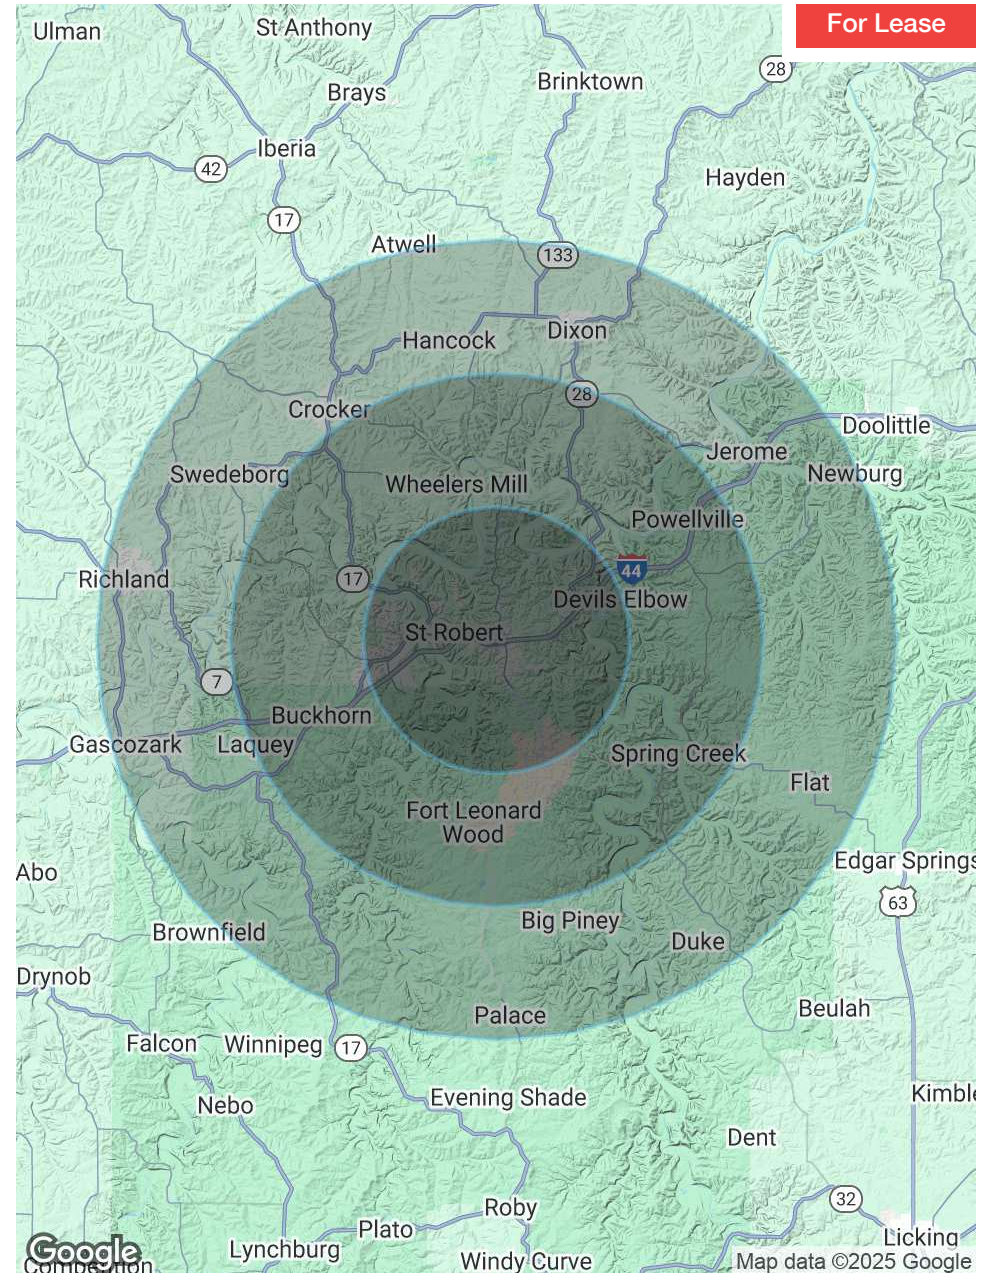 For Lease
Ulman
St Anthony
28
Brinktown
Brays
Iberia
42
Hayden
17
Atwell
133
Dixon
Hancock
28
Crocker
Doolittle
Jerome
Swedeborg
Newburg
Wheelers Mill
Powellville
44
Richland
17
Devils Elbow
St Robert
7
Buckhorn
Gascozark
Laquey
Spring Creek
Flat
Fort Leonard
Wood
Edgar Springs
Abo
63
Big Piney
Brownfield
Duke
Drynob
Beulah
Palace
Falcon
Winnipeg
17
Kimble
Evening Shade
Nebo
Dent
32
Roby
Plato
Licking
Lynchburg
Google
Windy Curve
Map data ©2025 Google